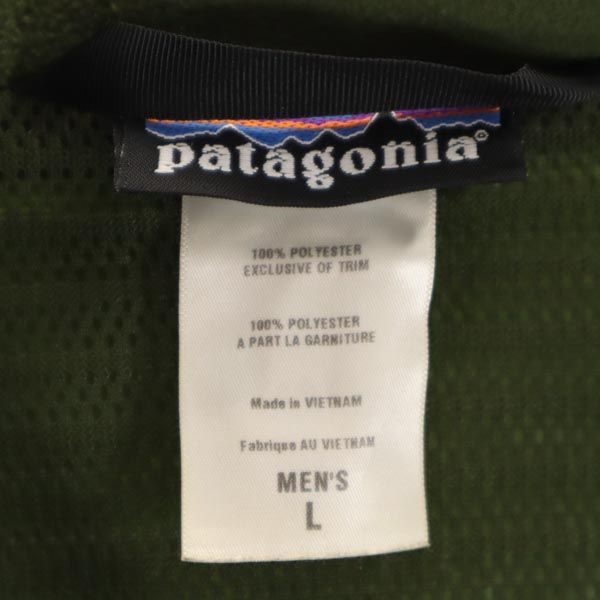 patagonia®
100% POLYESTER
EXCLUSIVE OF TRIM
100% POLYESTER
A PART LA GARNITURE
Made in VIETNAM
Fabrique AU VIETNAM
MEN'S
L